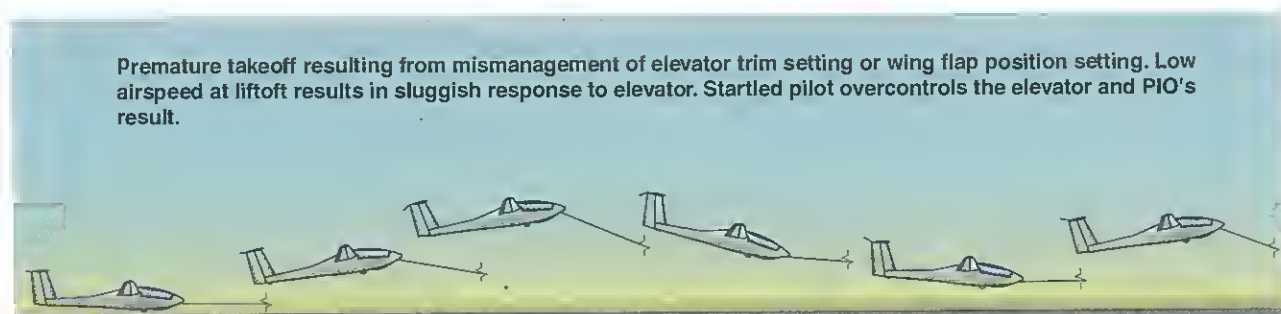 Premature takeoff resulting from mismanagement of elevator trim setting or wing flap position setting. Low
airspeed at liftoft results in sluggish response to elevator. Startled pilot overcontrols the elevator and PIO's
result.